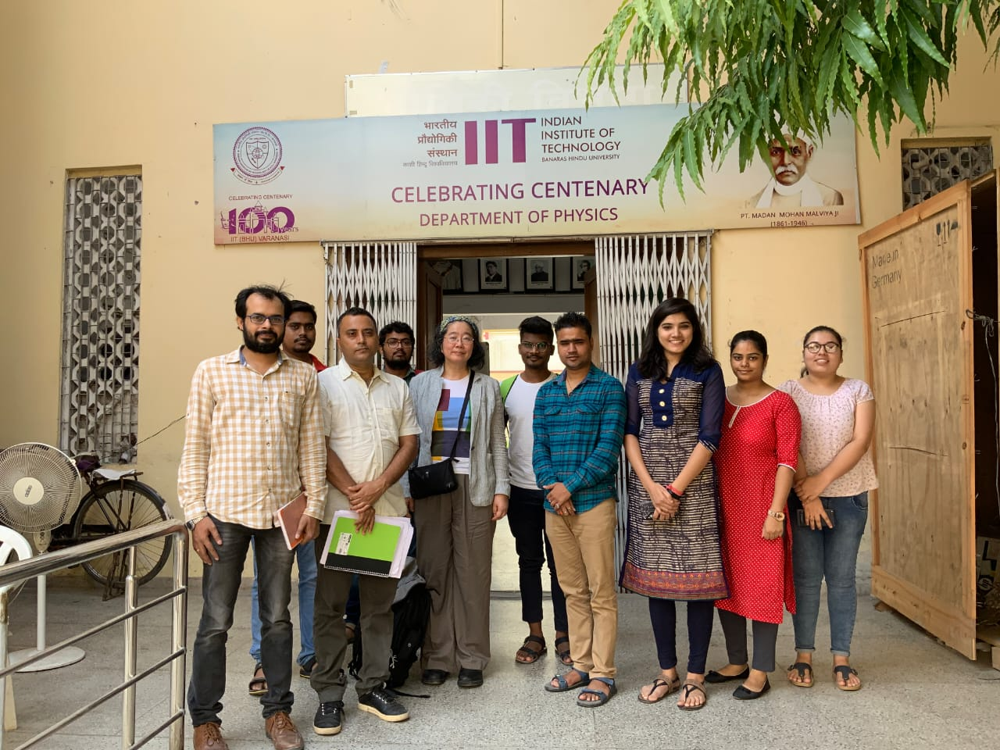 भारतीय
प्रौद्योगिकी
संस्थान
काशी हिन्दू विश्वविद्यालय
IIT
INDIAN
INSTITUTE OF
TECHNOLOGY
BANARAS HINDU UNIVERSITY
CELEBRATING CENTENARY
DEPARTMENT OF PHYSICS
CELEBRATING CENTENARY
100 years
IIT (BHU) VARANASI
PT. MADAN MOHAN MALVIYA JI
(1861-1946)
Made in
Germany